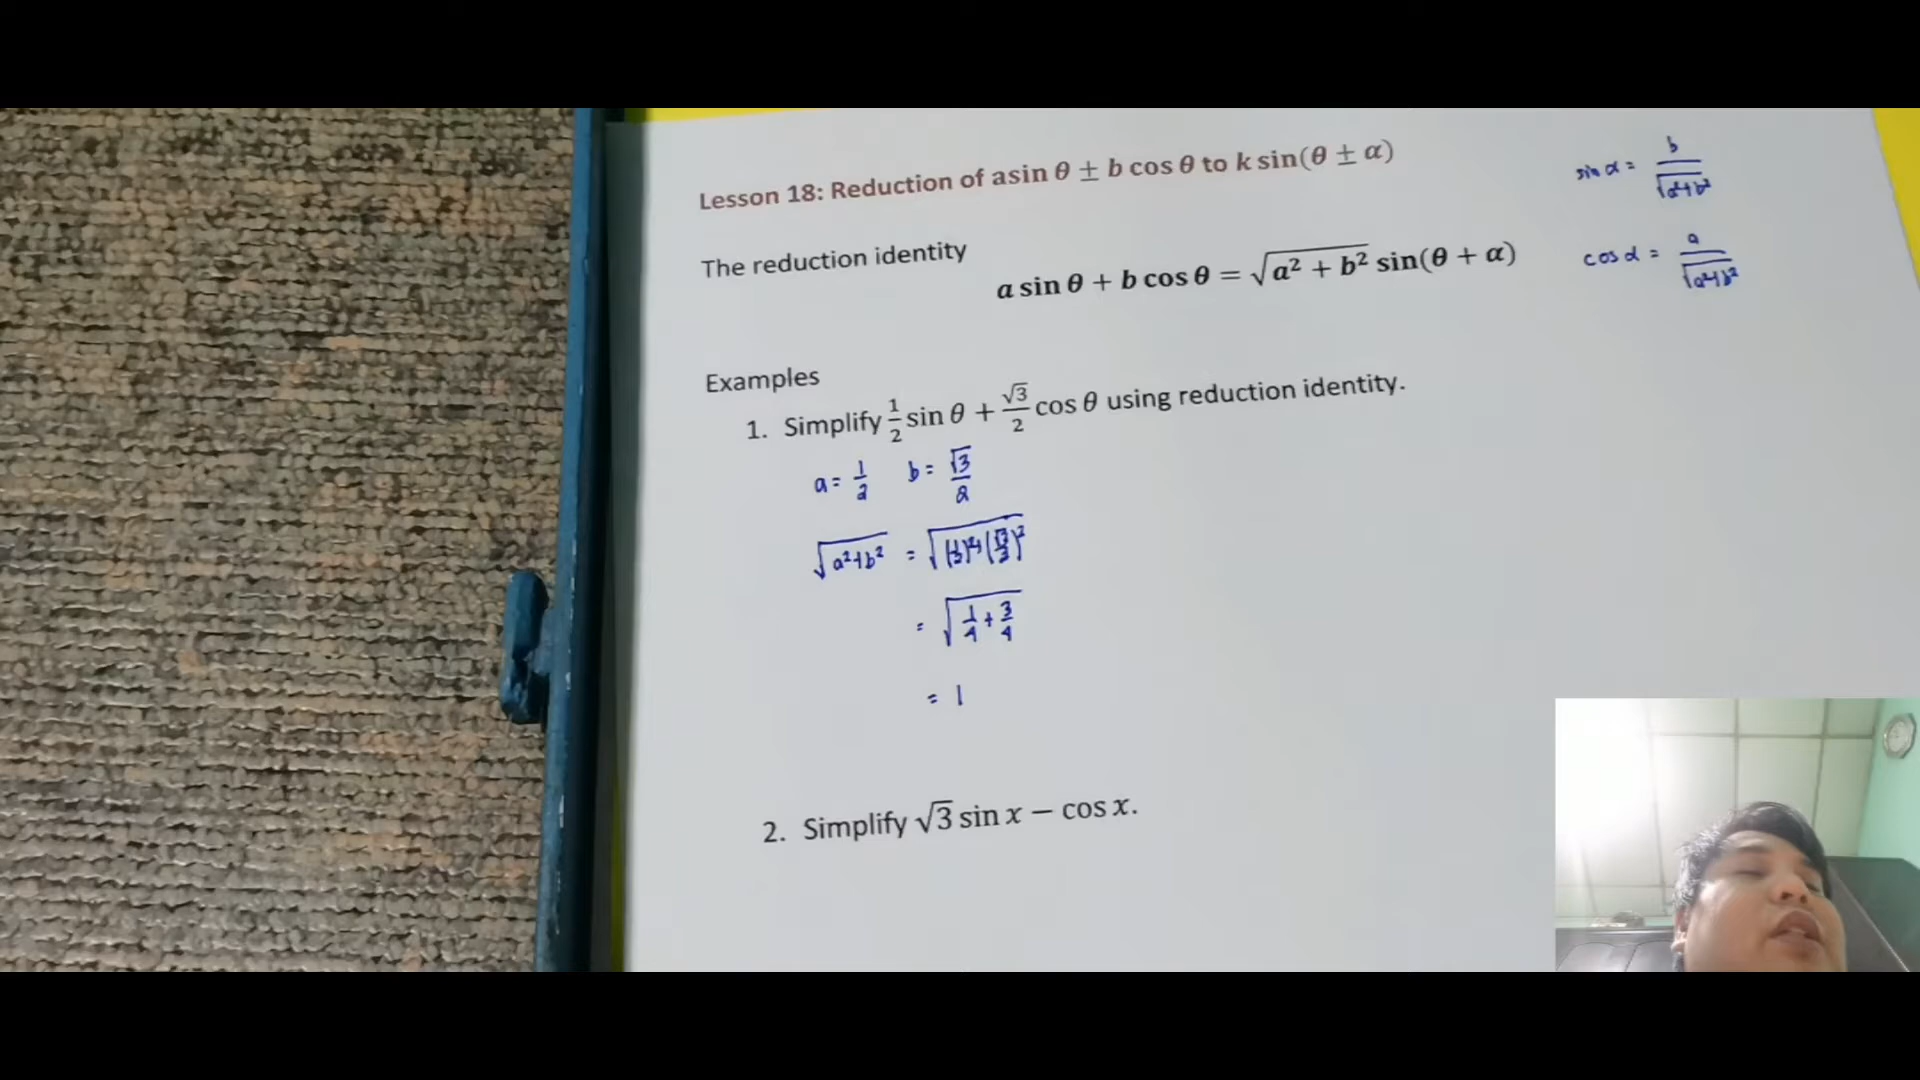 Lesson 18: Reduction of asin θ ± b cos θ to k sin(θ ± α)
sin α = b/√(a²+b²)
The reduction identity
a sin θ + b cos θ = √(a² + b²) sin(θ + α)
cos α = a/√(a²+b²)
Examples
1. Simplify 1/2 sin θ + √3/2 cos θ using reduction identity.
a = 1/2 b = √3/2
√(a²+b²) = √((1/2)²+(√3/2)²)
= √(1/4 + 3/4)
= 1
2. Simplify √3 sin x − cos x.